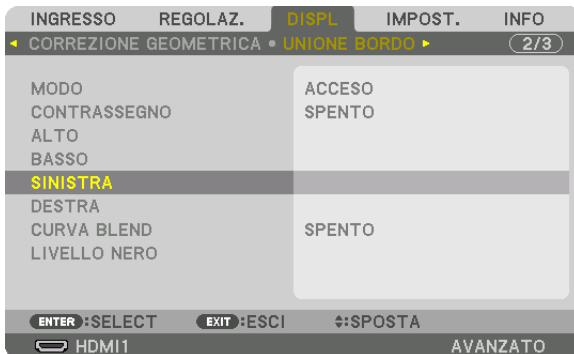 INGRESSO REGOLAZ. DISPL IMPOST. INFO
CORREZIONE GEOMETRICA • UNIONE BORDO 2/3
MODO ACCESO
CONTRASSEGNO SPENTO
ALTO
BASSO
SINISTRA
DESTRA
CURVA BLEND SPENTO
LIVELLO NERO
ENTER :SELECT EXIT :ESCI :SPOSTA
HDMI1 AVANZATO